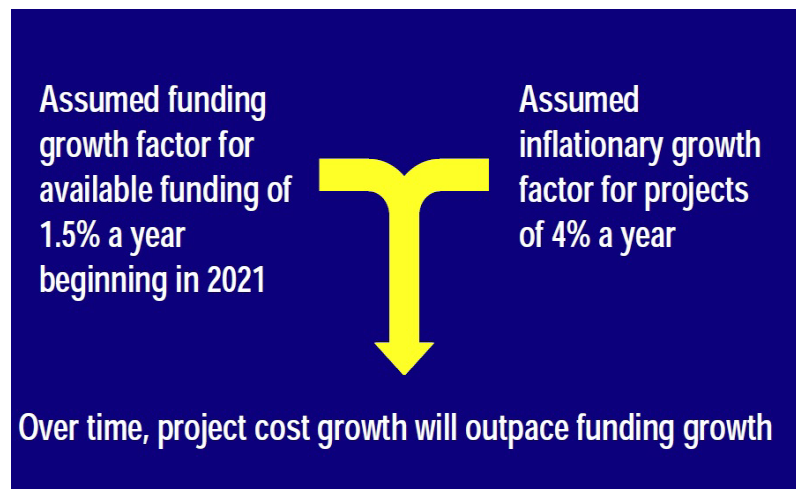 Assumed funding
growth factor for
available funding of
1.5% a year
beginning in 2021
Assumed
inflationary growth
factor for projects
of 4% a year
Over time, project cost growth will outpace funding growth